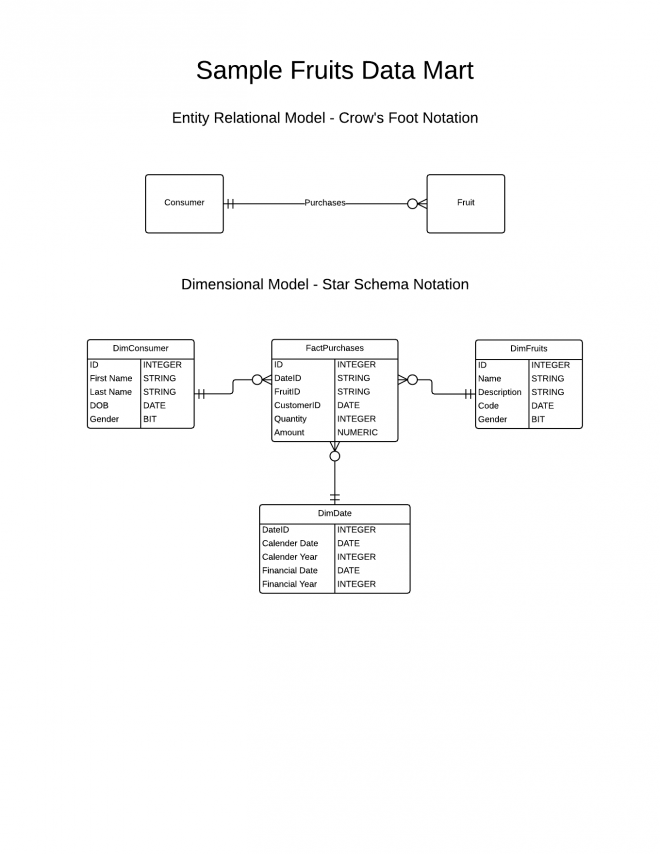 Sample Fruits Data Mart
Entity Relational Model - Crow's Foot Notation
Consumer
Purchases
Fruit
Dimensional Model - Star Schema Notation
DimConsumer
ID INTEGER
First Name STRING
Last Name STRING
DOB DATE
Gender BIT
FactPurchases
ID INTEGER
DateID STRING
FruitID STRING
CustomerID DATE
Quantity INTEGER
Amount NUMERIC
DimFruits
ID INTEGER
Name STRING
Description STRING
Code DATE
Gender BIT
DimDate
DateID INTEGER
Calender Date DATE
Calender Year INTEGER
Financial Date DATE
Financial Year INTEGER